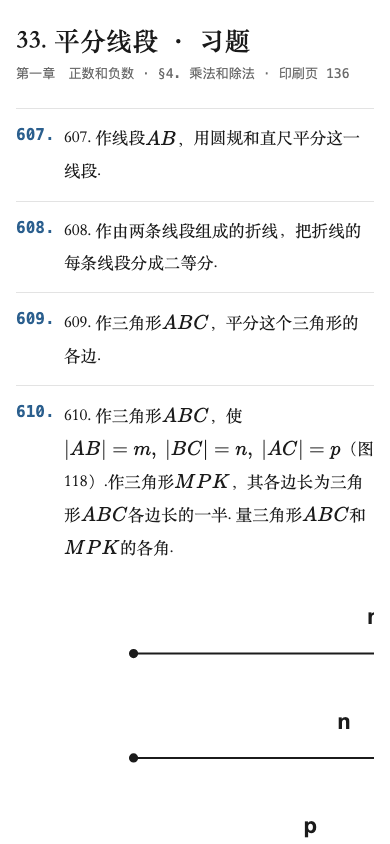 33. 平分线段 · 习题
第一章 正数和负数 · §4. 乘法和除法 · 印刷页 136
607. 607. 作线段AB，用圆规和直尺平分这一
线段.
608. 608. 作由两条线段组成的折线，把折线的
每条线段分成二等分.
609. 609. 作三角形ABC，平分这个三角形的
各边.
610. 610. 作三角形ABC，使
|AB| = m, |BC| = n, |AC| = p（图
118）.作三角形MPK，其各边长为三角
形ABC各边长的一半. 量三角形ABC和
MPK的各角.
n
p